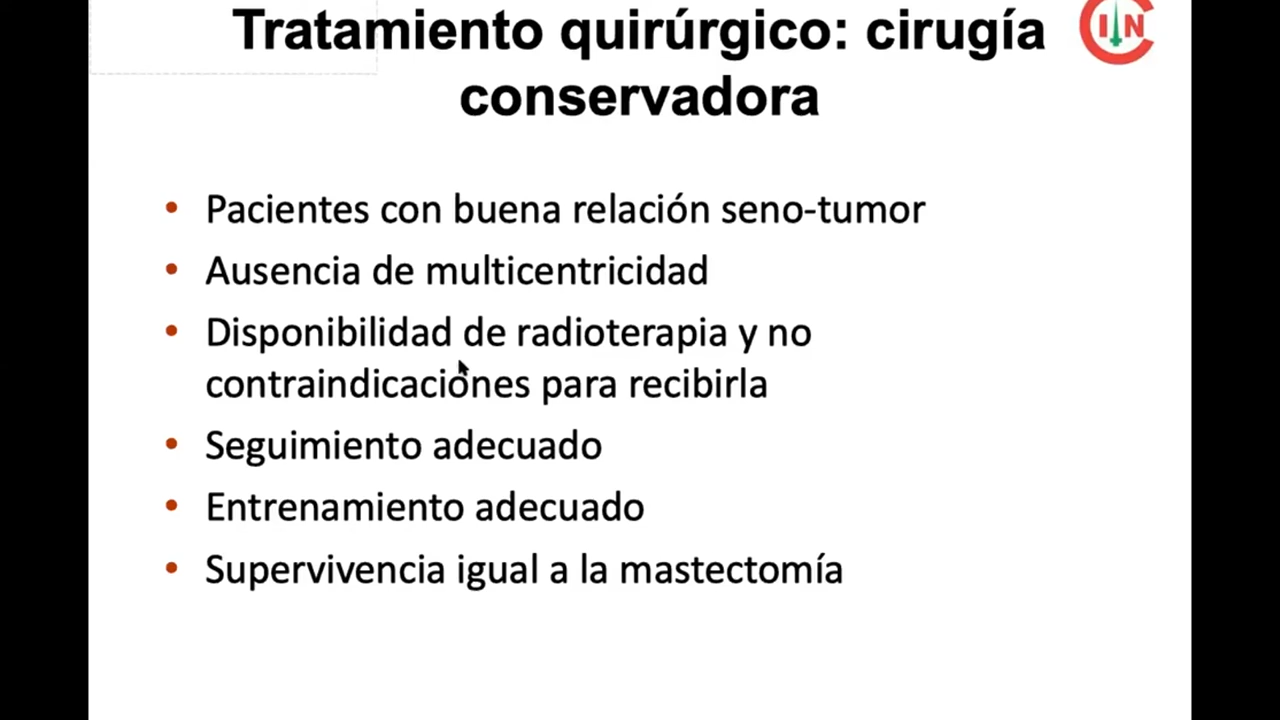 Tratamiento quirúrgico: cirugía
conservadora
CIN
• Pacientes con buena relación seno-tumor
• Ausencia de multicentricidad
• Disponibilidad de radioterapia y no
contraindicaciones para recibirla
• Seguimiento adecuado
• Entrenamiento adecuado
• Supervivencia igual a la mastectomía